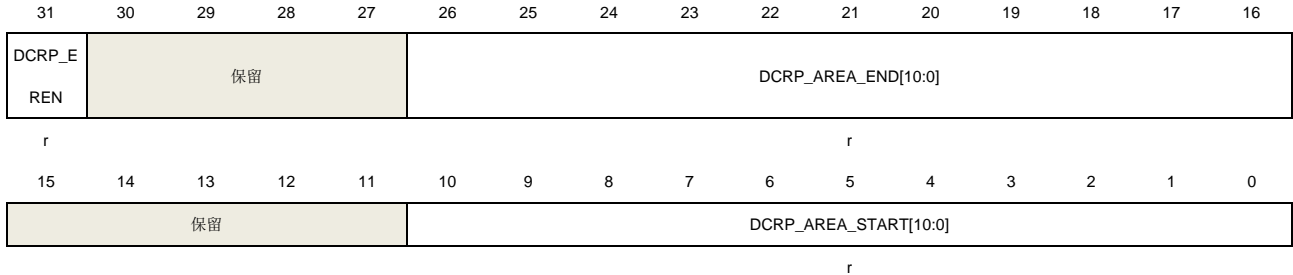 31 30 29 28 27 26 25 24 23 22 21 20 19 18 17 16
DCRP_E
REN
保留
DCRP_AREA_END[10:0]
r r
15 14 13 12 11 10 9 8 7 6 5 4 3 2 1 0
保留 DCRP_AREA_START[10:0]
r